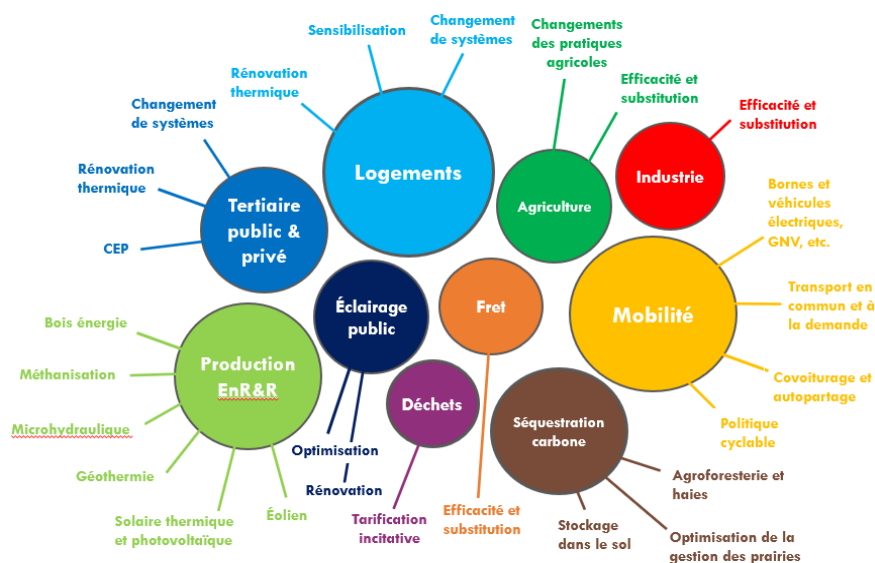 Sensibilisation
Changement
de systèmes
Rénovation
thermique
Logements
Changements
des pratiques
agricoles
Efficacité et
substitution
Agriculture
Efficacité et
substitution
Industrie
Changement
de systèmes
Rénovation
thermique
CEP
Tertiaire
public &
privé
Bornes et
véhicules
électriques,
GNV, etc.
Transport en
commun et à
la demande
Covoiturage et
autopartage
Politique
cyclable
Mobilité
Éclairage
public
Optimisation
Rénovation
Fret
Efficacité et
substitution
Bois énergie
Méthanisation
Microhydraulique
Géothermie
Solaire thermique
et photovoltaïque
Éolien
Production
EnR&R
Déchets
Tarification
incitative
Séquestration
carbone
Agroforesterie et
haies
Optimisation de la
gestion des prairies
Stockage
dans le sol